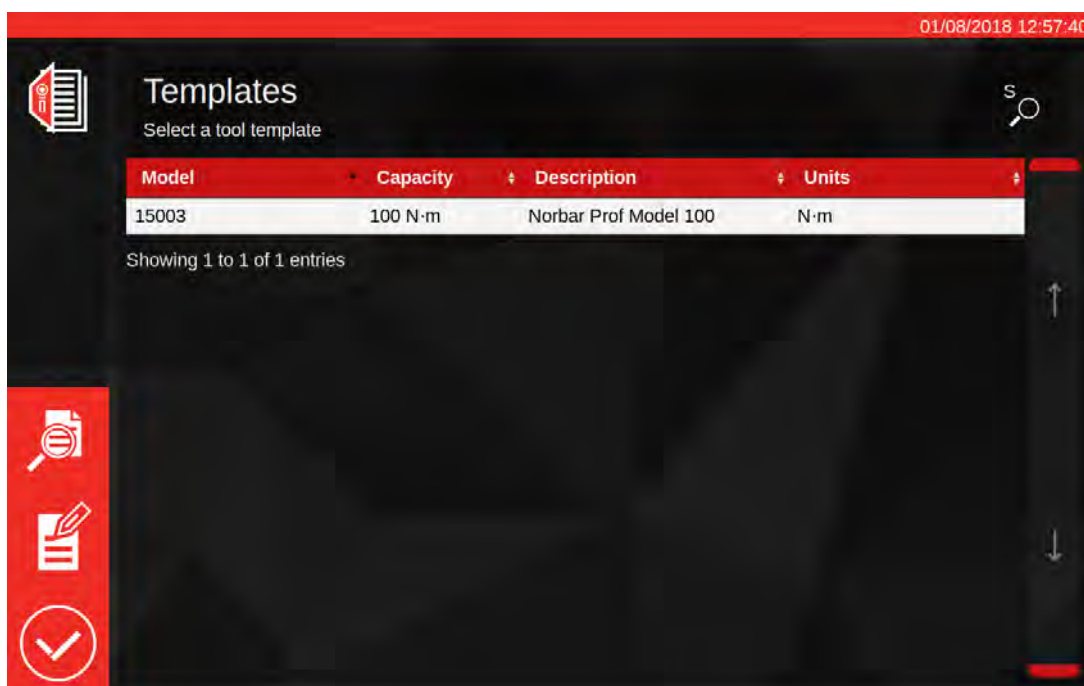 01/08/2018 12:57:40
Templates
Select a tool template
S
Model Capacity Description Units
15003 100 N·m Norbar Prof Model 100 N·m
Showing 1 to 1 of 1 entries